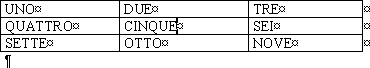 UNO¤ DUE¤ TRE¤ ¤
QUATTRO¤ CINQUE¤ SEI¤ ¤
SETTE¤ OTTO¤ NOVE¤ ¤
¶